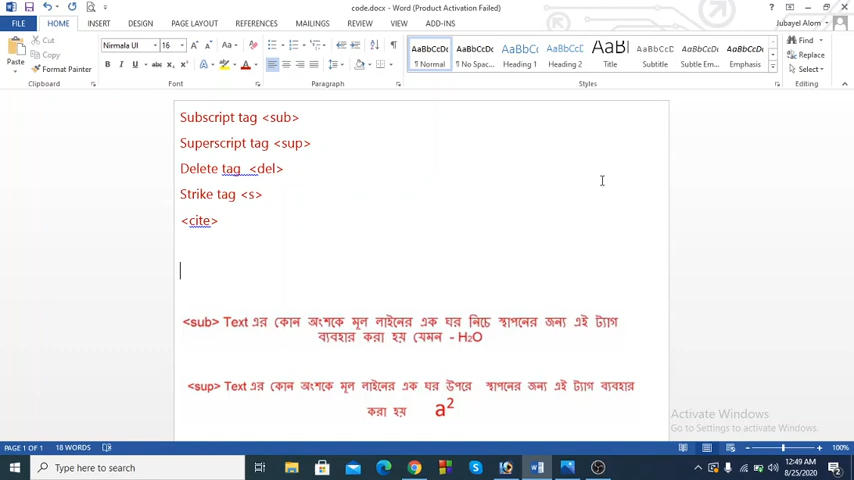 code.docx - Word (Product Activation Failed)
FILE HOME INSERT DESIGN PAGE LAYOUT REFERENCES MAILINGS REVIEW VIEW ADD-INS Jubayel Alom
Cut
Copy
Format Painter
Paste
Clipboard
Nirmala UI 16
Font
Paragraph
AaBbCcDc AaBbCcDc AaBbCc AaBbCcD AaBl AaBbCcD AaBbCcDc AaBbCcDc
¶ Normal ¶ No Spac... Heading 1 Heading 2 Title Subtitle Subtle Em... Emphasis
Styles
Find
Replace
Select
Editing
Subscript tag <sub>
Superscript tag <sup>
Delete tag <del>
Strike tag <s>
<cite>
<sub> Text এর কোন অংশকে মূল লাইনের এক ঘর নিচে স্থাপনের জন্য এই ট্যাগ
ব্যবহার করা হয় যেমন - H₂O
<sup> Text এর কোন অংশকে মূল লাইনের এক ঘর উপরে স্থাপনের জন্য এই ট্যাগ ব্যবহার
করা হয় a²
Activate Windows
Go to Settings to activate Windows.
PAGE 1 OF 1 18 WORDS 100%
Type here to search
12:49 AM
8/25/2020